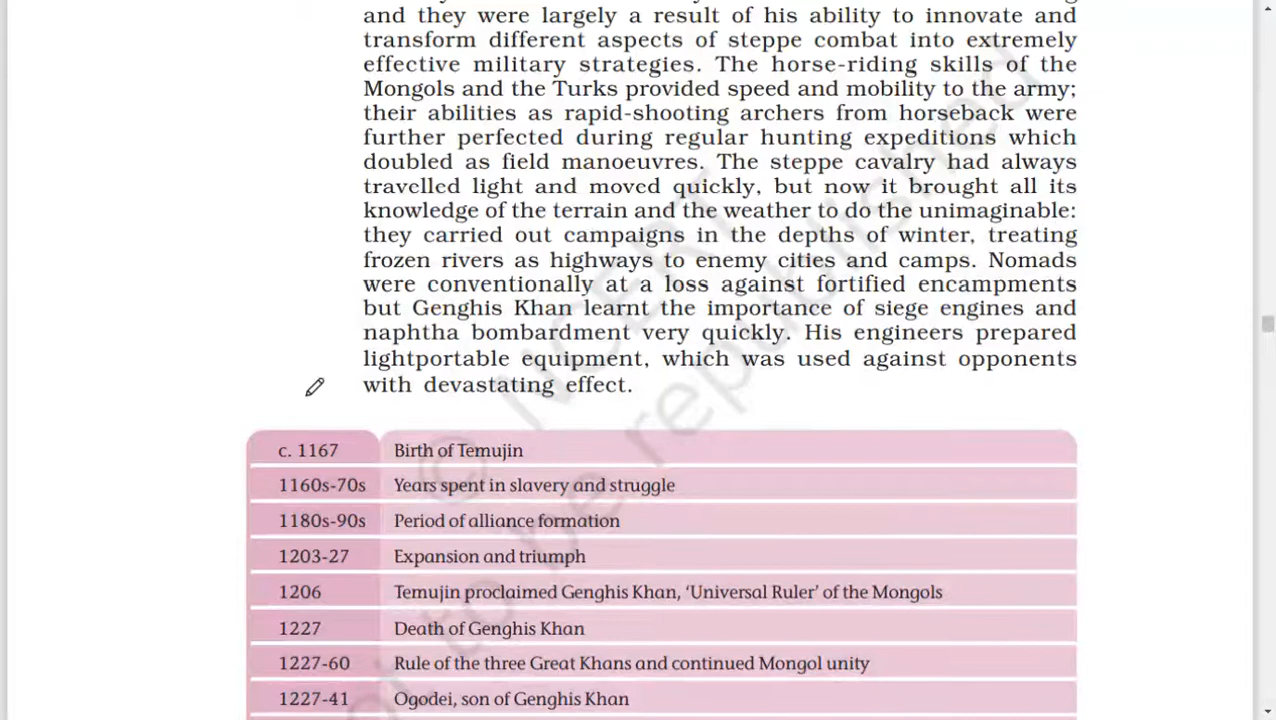 and they were largely a result of his ability to innovate and
transform different aspects of steppe combat into extremely
effective military strategies. The horse-riding skills of the
Mongols and the Turks provided speed and mobility to the army;
their abilities as rapid-shooting archers from horseback were
further perfected during regular hunting expeditions which
doubled as field manoeuvres. The steppe cavalry had always
travelled light and moved quickly, but now it brought all its
knowledge of the terrain and the weather to do the unimaginable:
they carried out campaigns in the depths of winter, treating
frozen rivers as highways to enemy cities and camps. Nomads
were conventionally at a loss against fortified encampments
but Genghis Khan learnt the importance of siege engines and
naphtha bombardment very quickly. His engineers prepared
lightportable equipment, which was used against opponents
with devastating effect.
c. 1167 Birth of Temujin
1160s-70s Years spent in slavery and struggle
1180s-90s Period of alliance formation
1203-27 Expansion and triumph
1206 Temujin proclaimed Genghis Khan, ‘Universal Ruler’ of the Mongols
1227 Death of Genghis Khan
1227-60 Rule of the three Great Khans and continued Mongol unity
1227-41 Ogodei, son of Genghis Khan
© NCERT
not to be republished